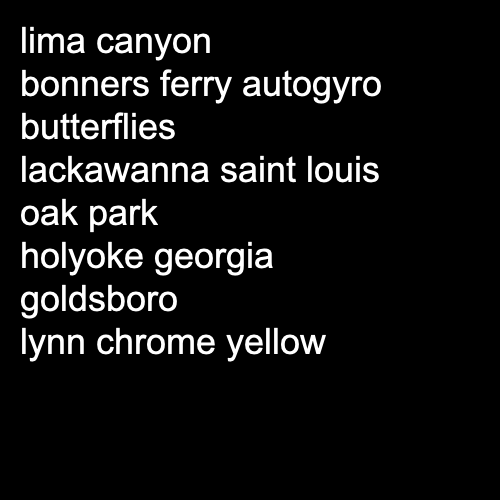 lima canyon
bonners ferry autogyro
butterflies
lackawanna saint louis
oak park
holyoke georgia
goldsboro
lynn chrome yellow